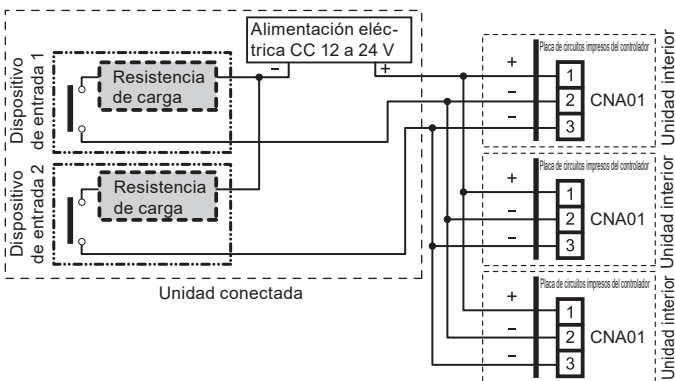 Alimentación eléc-
trica CC 12 a 24 V
− +
Dispositivo
de entrada 1
Resistencia
de carga
Dispositivo
de entrada 2
Resistencia
de carga
Unidad conectada
Placa de circuitos impresos del controlador
+ 1
− 2 CNA01
− 3
Unidad interior
Placa de circuitos impresos del controlador
+ 1
− 2 CNA01
− 3
Unidad interior
Placa de circuitos impresos del controlador
+ 1
− 2 CNA01
− 3
Unidad interior